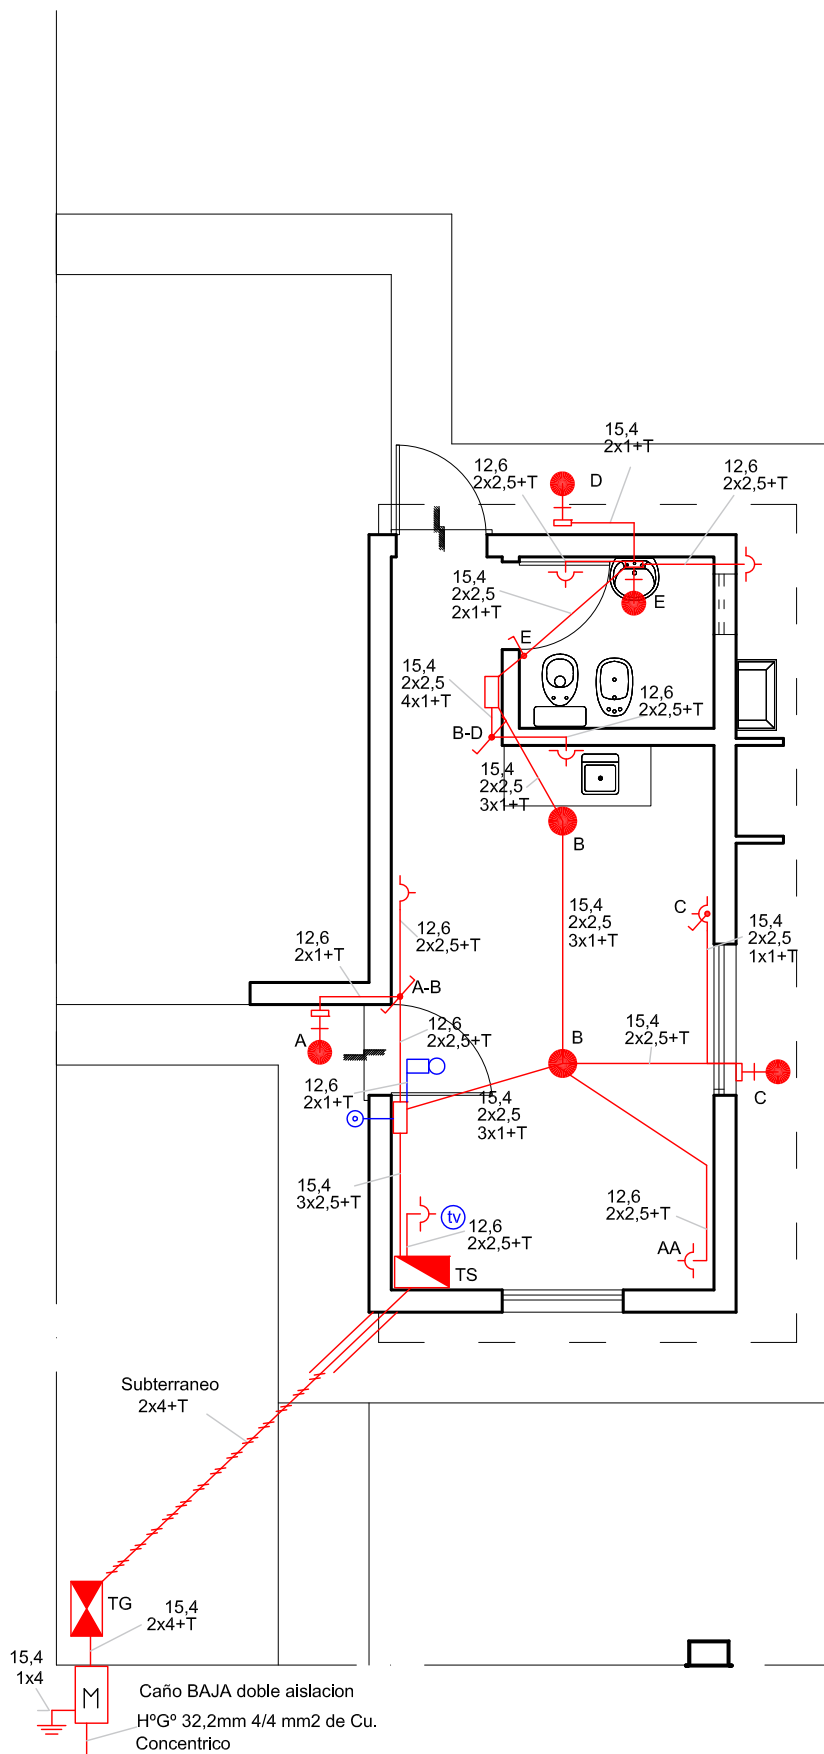 15,4
2x1+T
12,6
2x2,5+T
D
12,6
2x2,5+T
15,4
2x2,5
2x1+T
E
E
15,4
2x2,5
4x1+T
12,6
2x2,5+T
B-D
15,4
2x2,5
3x1+T
B
15,4
2x2,5
3x1+T
C
15,4
2x2,5
1x1+T
12,6
2x2,5+T
12,6
2x1+T
A-B
12,6
2x2,5+T
A
B
15,4
2x2,5+T
C
12,6
2x1+T
15,4
2x2,5
3x1+T
15,4
3x2,5+T
tv
12,6
2x2,5+T
12,6
2x2,5+T
AA
TS
Subterraneo
2x4+T
TG
15,4
2x4+T
15,4
1x4
M
Caño BAJA doble aislacion
HºGº 32,2mm 4/4 mm2 de Cu.
Concentrico